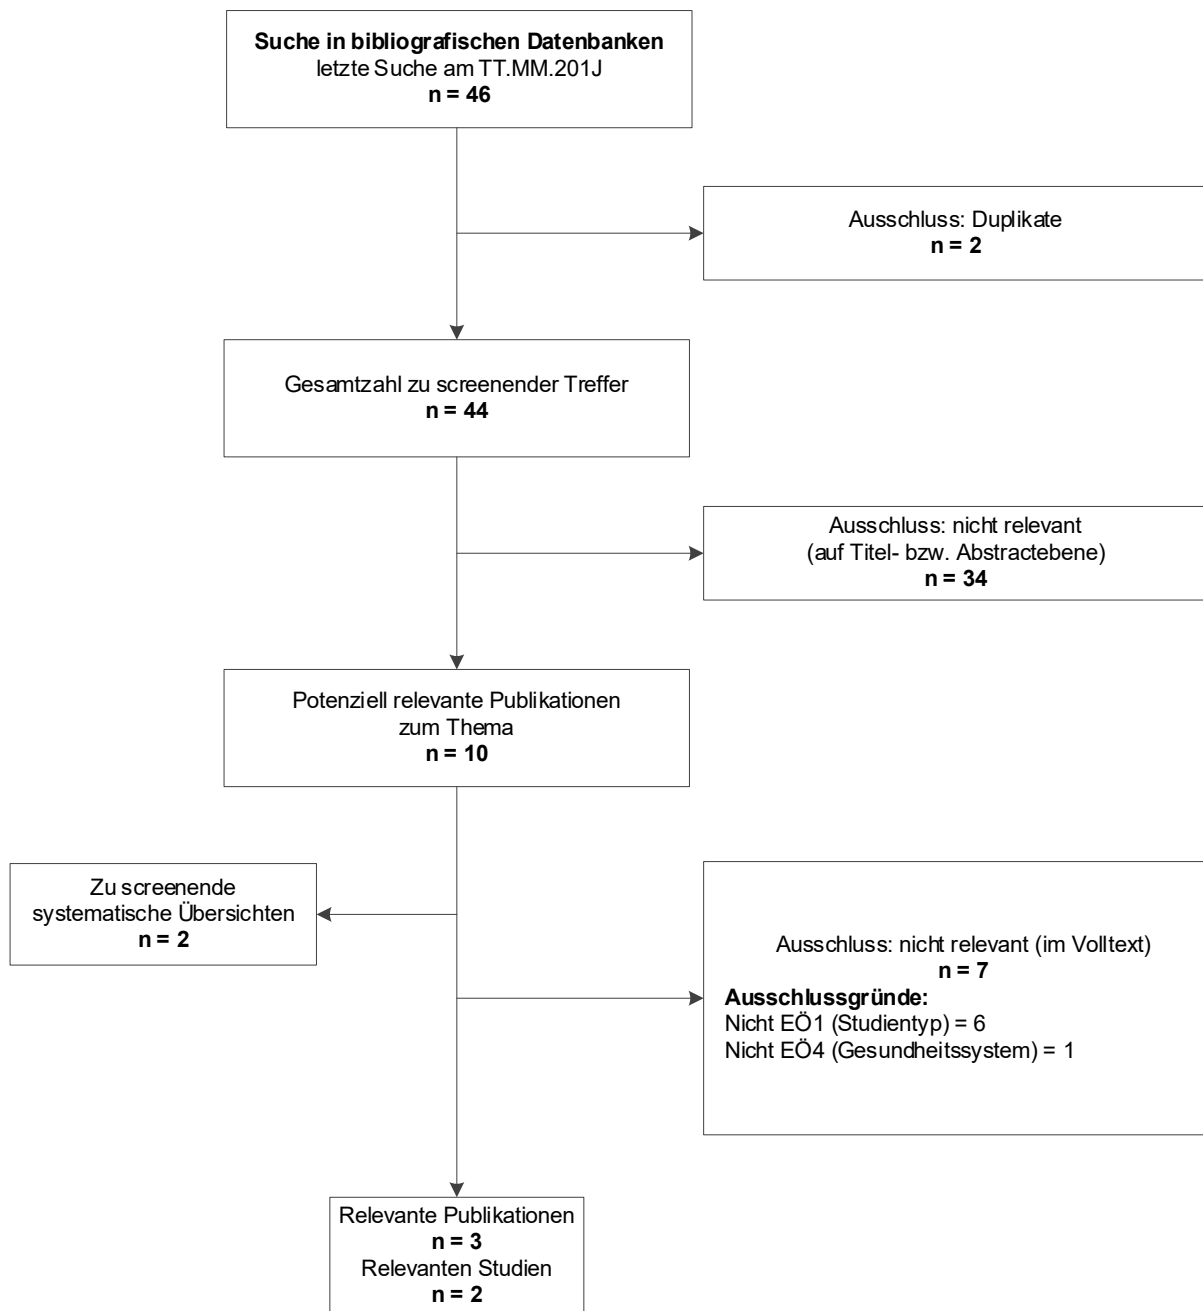 Suche in bibliografischen Datenbanken
letzte Suche am TT.MM.201J
n = 46
Ausschluss: Duplikate
n = 2
Gesamtzahl zu screenender Treffer
n = 44
Ausschluss: nicht relevant
(auf Titel- bzw. Abstractebene)
n = 34
Potenziell relevante Publikationen
zum Thema
n = 10
Zu screenende
systematische Übersichten
n = 2
Ausschluss: nicht relevant (im Volltext)
n = 7
Ausschlussgründe:
Nicht EÖ1 (Studientyp) = 6
Nicht EÖ4 (Gesundheitssystem) = 1
Relevante Publikationen
n = 3
Relevanten Studien
n = 2